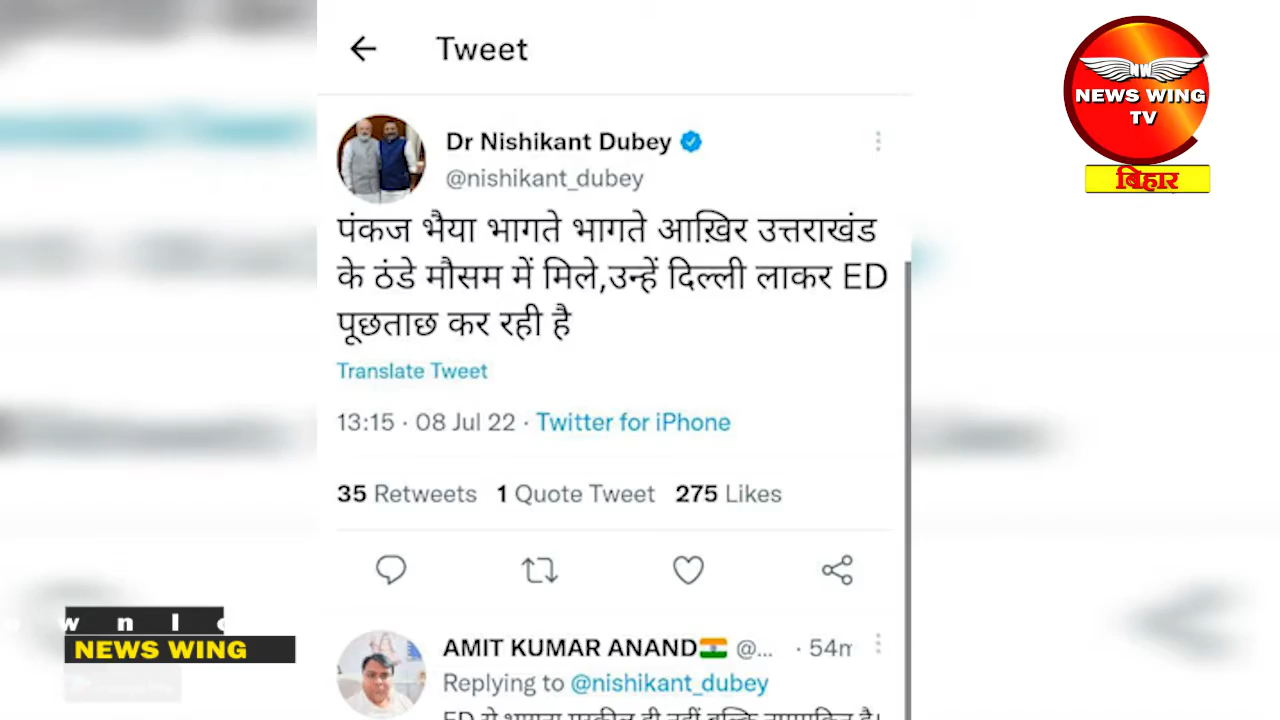 Tweet
NEWS WING
TV
बिहार
Dr Nishikant Dubey
@nishikant_dubey
पंकज भैया भागते भागते आख़िर उत्तराखंड
के ठंडे मौसम में मिले,उन्हें दिल्ली लाकर ED
पूछताछ कर रही है
Translate Tweet
13:15 · 08 Jul 22 · Twitter for iPhone
35 Retweets 1 Quote Tweet 275 Likes
w n l
NEWS WING
AMIT KUMAR ANAND🇮🇳 @... · 54m
Replying to @nishikant_dubey